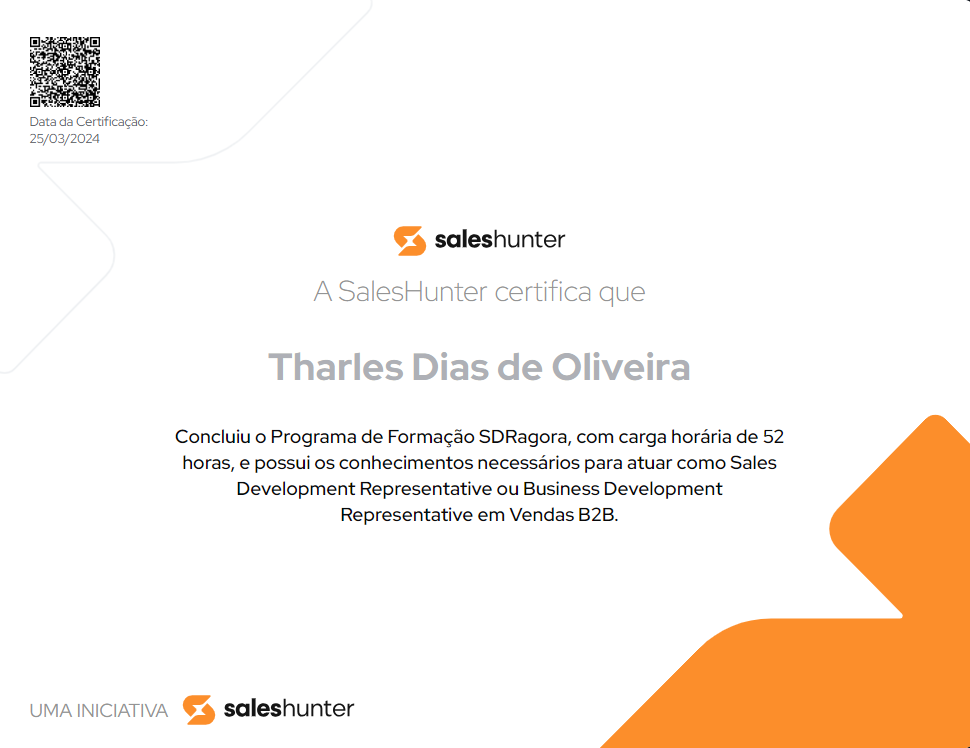 Data da Certificação:
25/03/2024
saleshunter
A SalesHunter certifica que
Tharles Dias de Oliveira
Concluiu o Programa de Formação SDRagora, com carga horária de 52
horas, e possui os conhecimentos necessários para atuar como Sales
Development Representative ou Business Development
Representative em Vendas B2B.
UMA INICIATIVA saleshunter